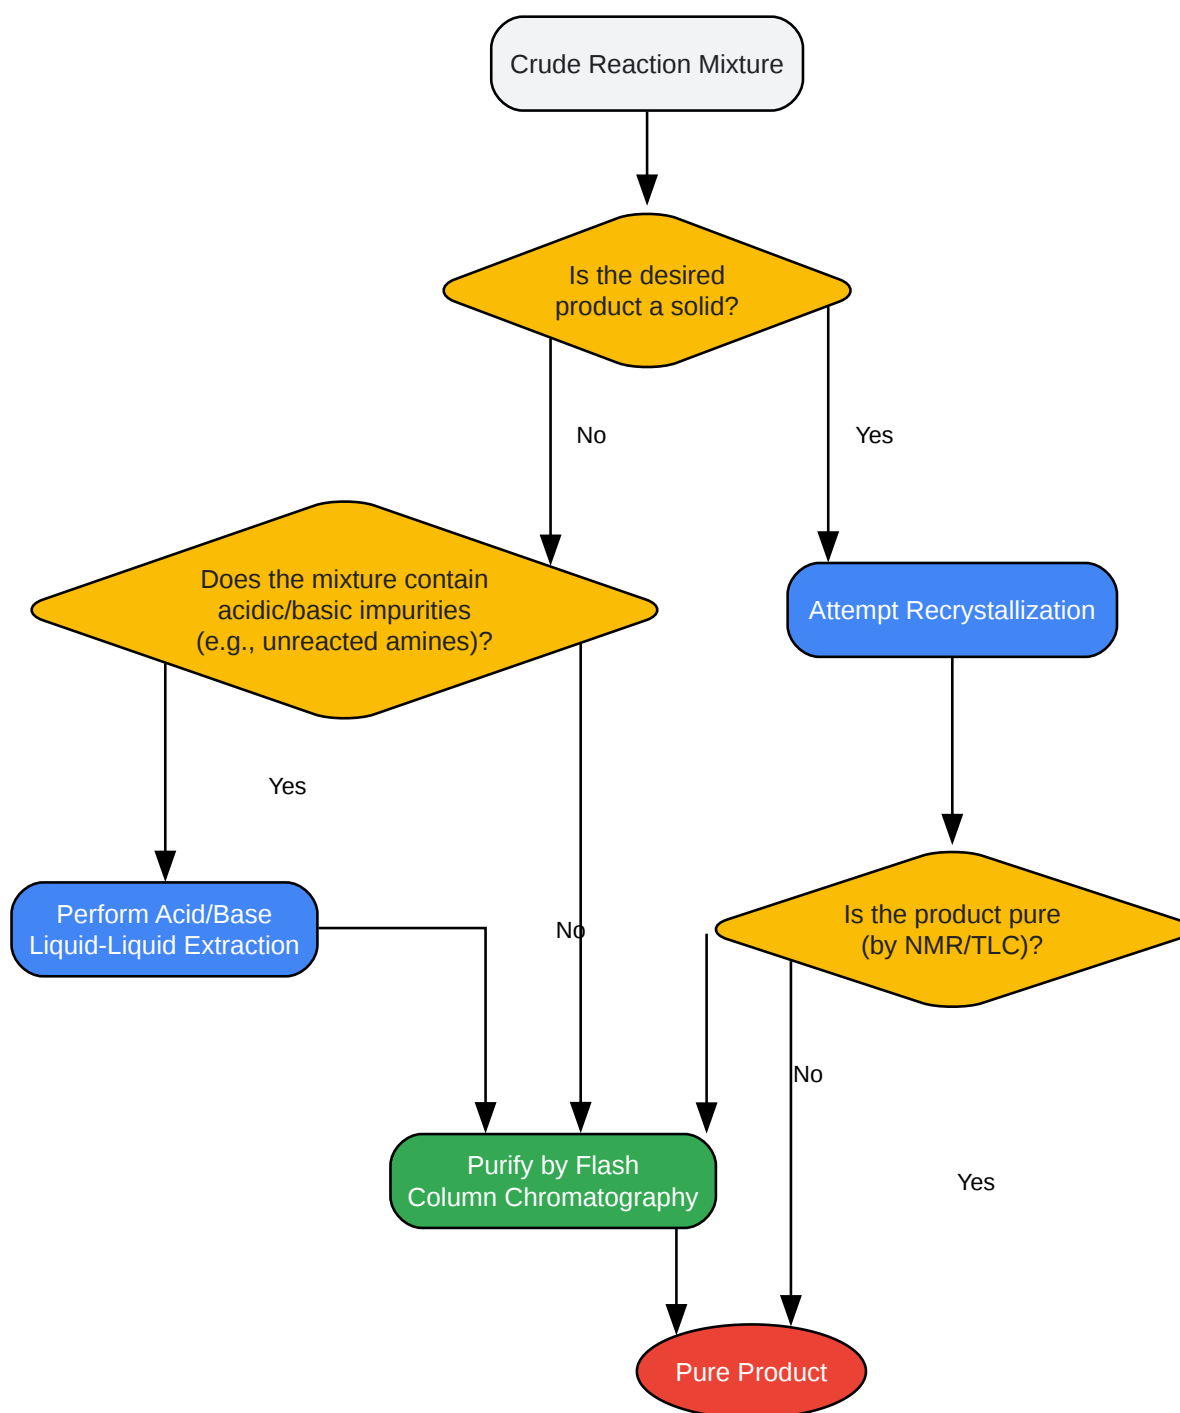 Crude Reaction Mixture
Is the desired
product a solid?
No
Yes
Does the mixture contain
acidic/basic impurities
(e.g., unreacted amines)?
Attempt Recrystallization
Yes
Perform Acid/Base
Liquid-Liquid Extraction
No
Is the product pure
(by NMR/TLC)?
No
Purify by Flash
Column Chromatography
Yes
Pure Product